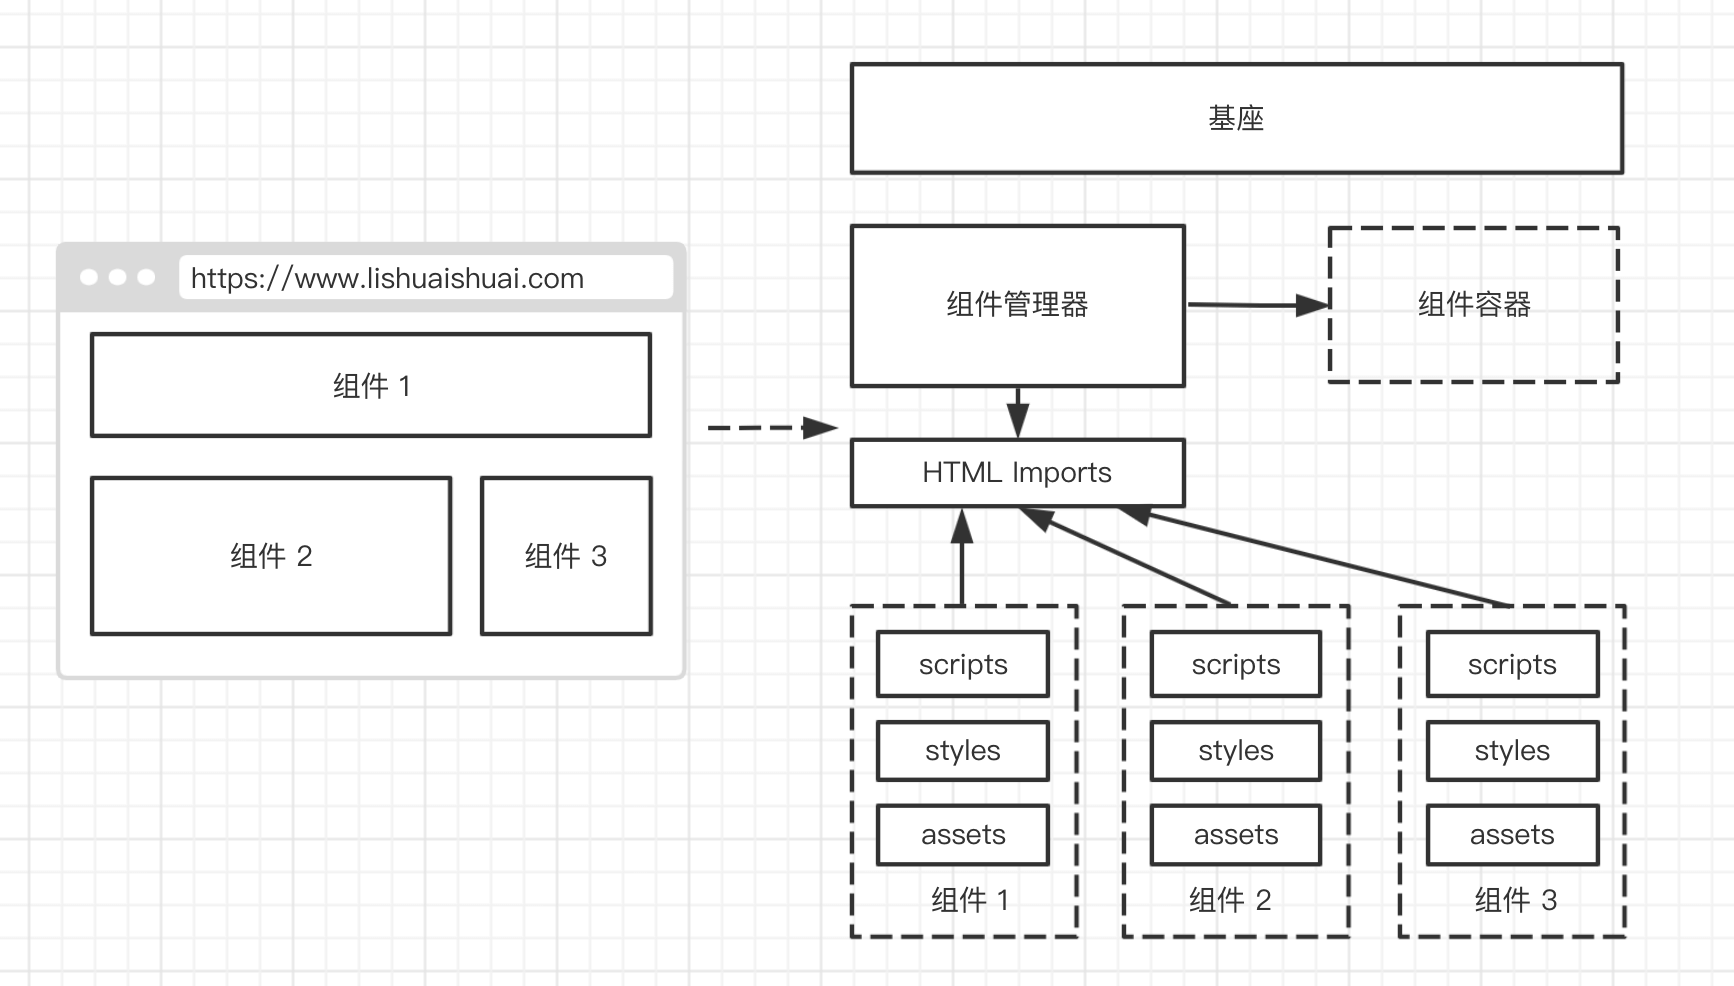 https://www.lishuaishuai.com
组件 1
组件 2
组件 3
基座
组件管理器
组件容器
HTML Imports
scripts
styles
assets
组件 1
scripts
styles
assets
组件 2
scripts
styles
assets
组件 3